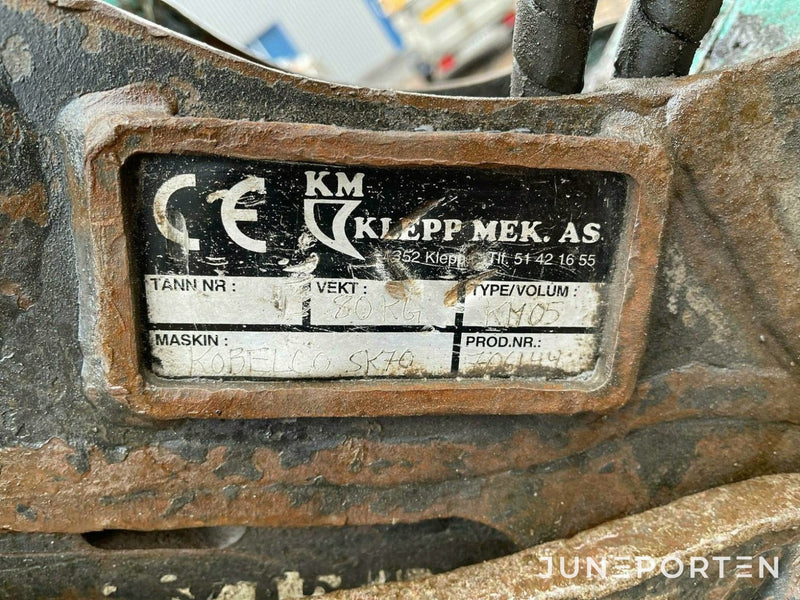 CE KM
KLEPP MEK. AS
4352 Klepp Tlf. 51 42 16 55
TANN NR : VEKT : TYPE/VOLUM :
80 KG KM05
MASKIN : PROD.NR.:
KOBELCO SK70
JUNEPORTEN